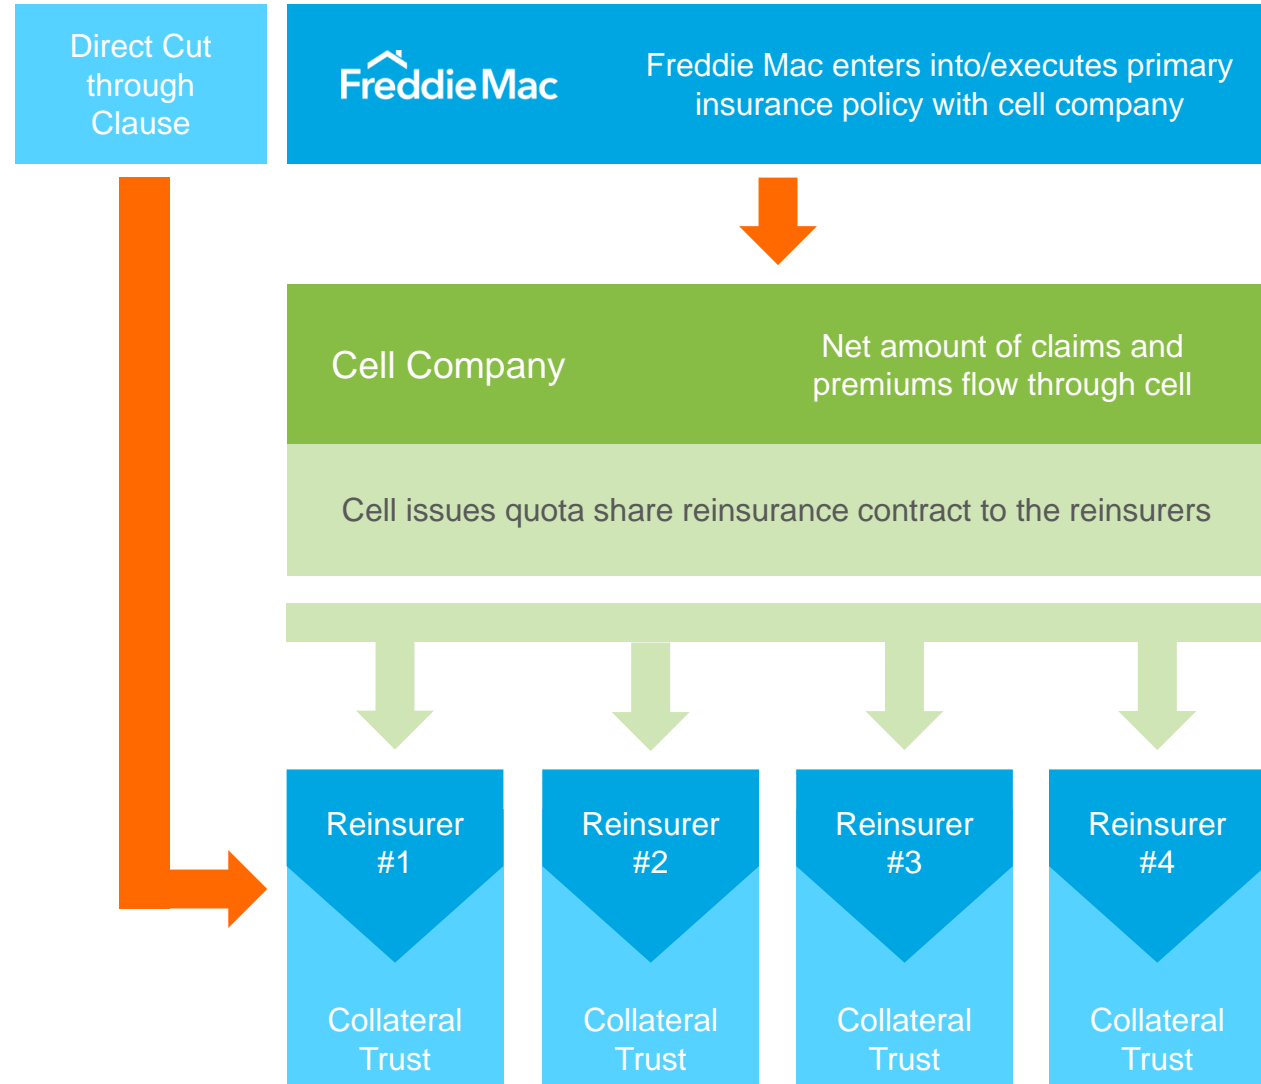 Direct Cut
through
Clause
Freddie Mac
Freddie Mac enters into/executes primary
insurance policy with cell company
Cell Company
Net amount of claims and
premiums flow through cell
Cell issues quota share reinsurance contract to the reinsurers
Reinsurer
#1
Reinsurer
#2
Reinsurer
#3
Reinsurer
#4
Collateral
Trust
Collateral
Trust
Collateral
Trust
Collateral
Trust